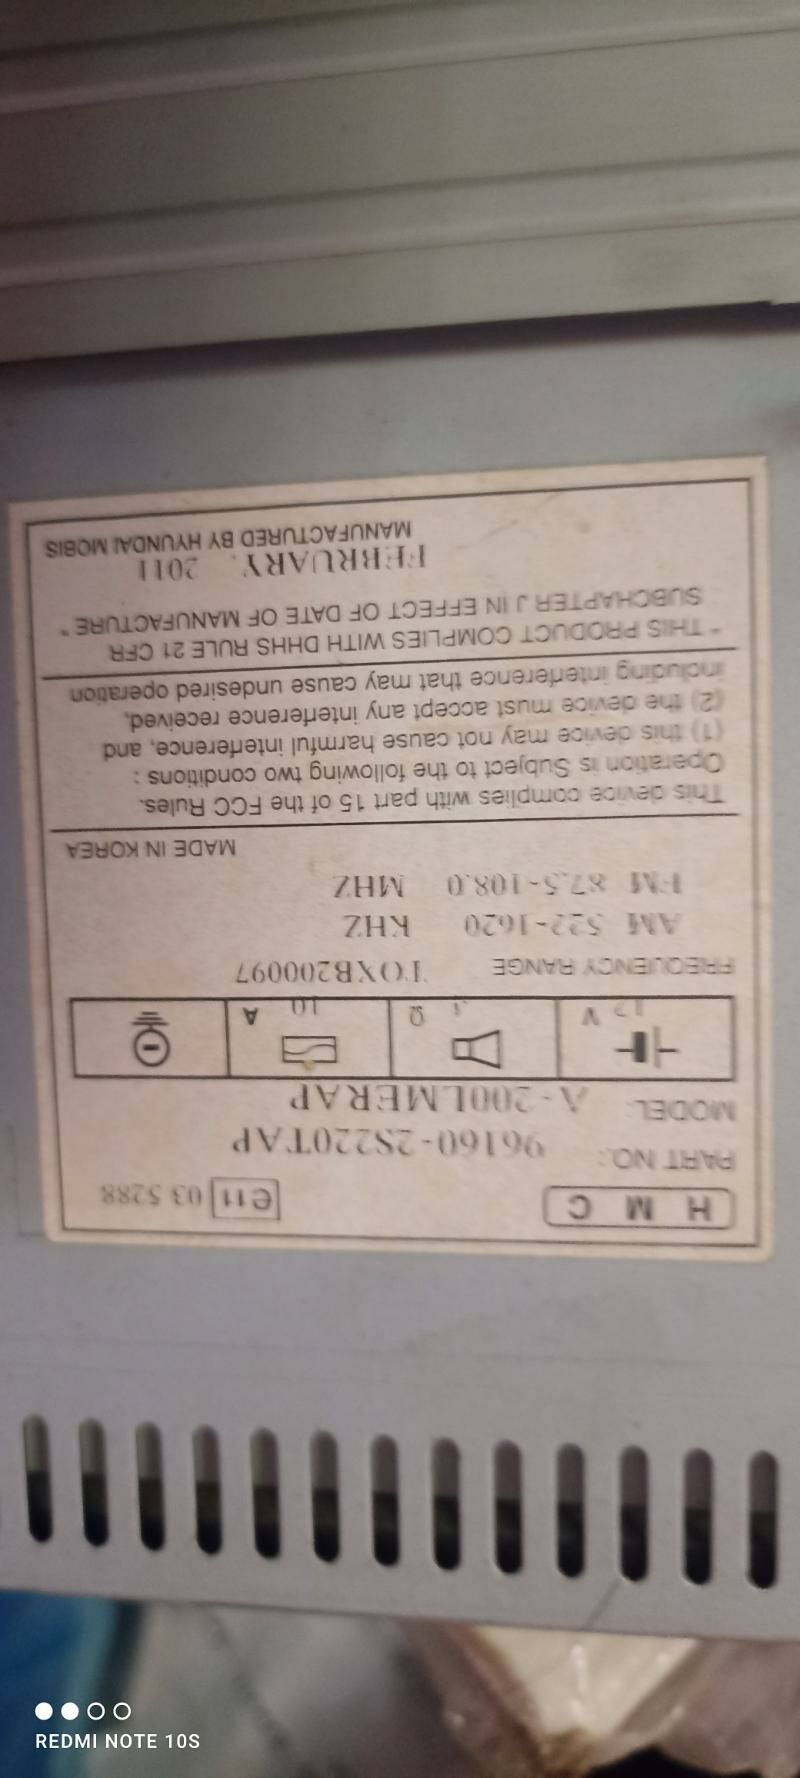 H M C e11 03 5288
PART NO.: 96160-2S220TAP
MODEL: A-200LMERAP
12 V Ω 10 A
FREQUENCY RANGE TOXB200097
AM 522~1620 KHZ
FM 87.5~108.0 MHZ
MADE IN KOREA
This device complies with part 15 of the FCC Rules.
Operation is Subject to the following two conditions :
(1) this device may not cause harmful interference, and
(2) the device must accept any interference received,
including interference that may cause undesired operation
" THIS PRODUCT COMPLIES WITH DHHS RULE 21 CFR
SUBCHAPTER J IN EFFECT OF DATE OF MANUFACTURE "
FEBRUARY. 2011
MANUFACTURED BY HYUNDAI MOBIS
REDMI NOTE 10S